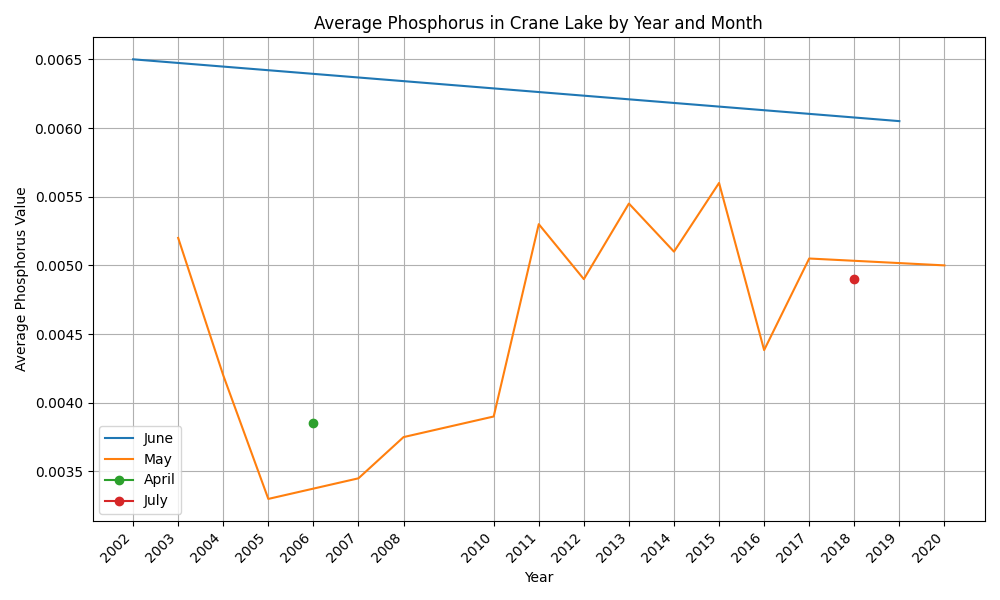 Average Phosphorus in Crane Lake by Year and Month
Average Phosphorus Value
0.0065
0.0060
0.0055
0.0050
0.0045
0.0040
0.0035
June
May
April
July
2002 2003 2004 2005 2006 2007 2008 2010 2011 2012 2013 2014 2015 2016 2017 2018 2019 2020
Year